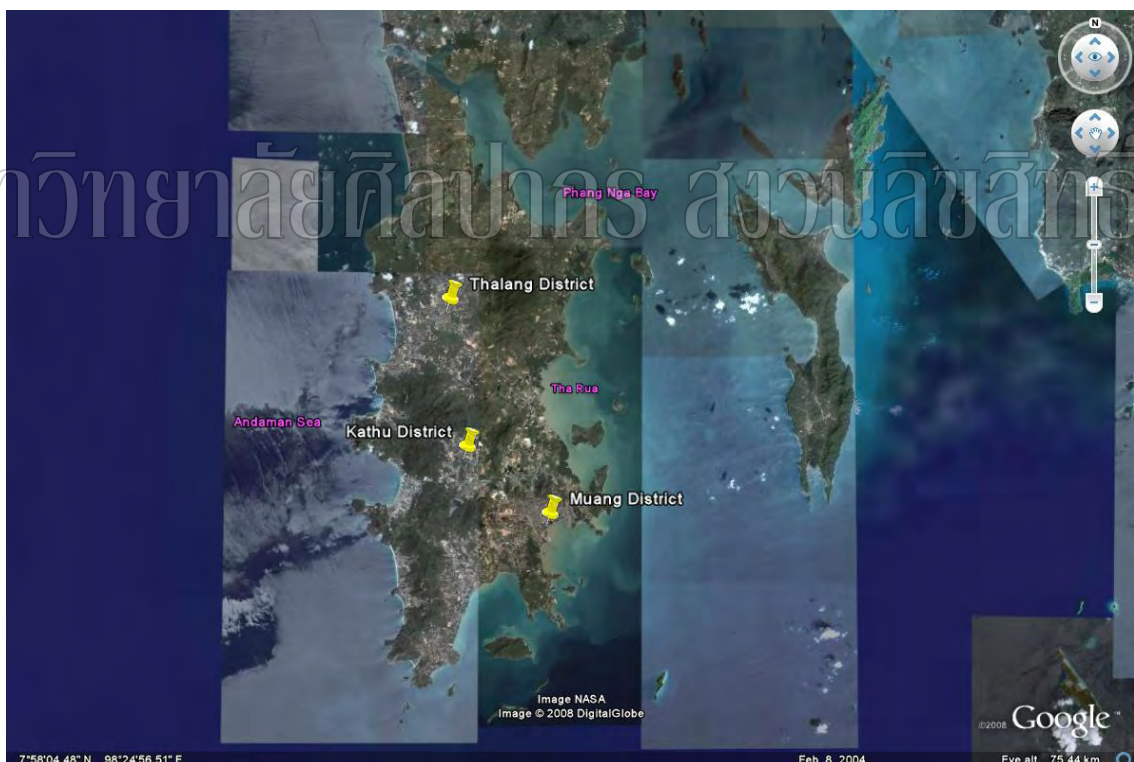 N
าวิทยาลัยศิลปากร สงวนลิขสิทธิ์
Phang Nga Bay
Thalang District
Tha Rua
Andaman Sea
Kathu District
Muang District
Image NASA
Image © 2008 DigitalGlobe
©2008 Google™
7°58'04.48" N 98°24'56.51" E
Feb. 8, 2004
Eye alt 75.44 km